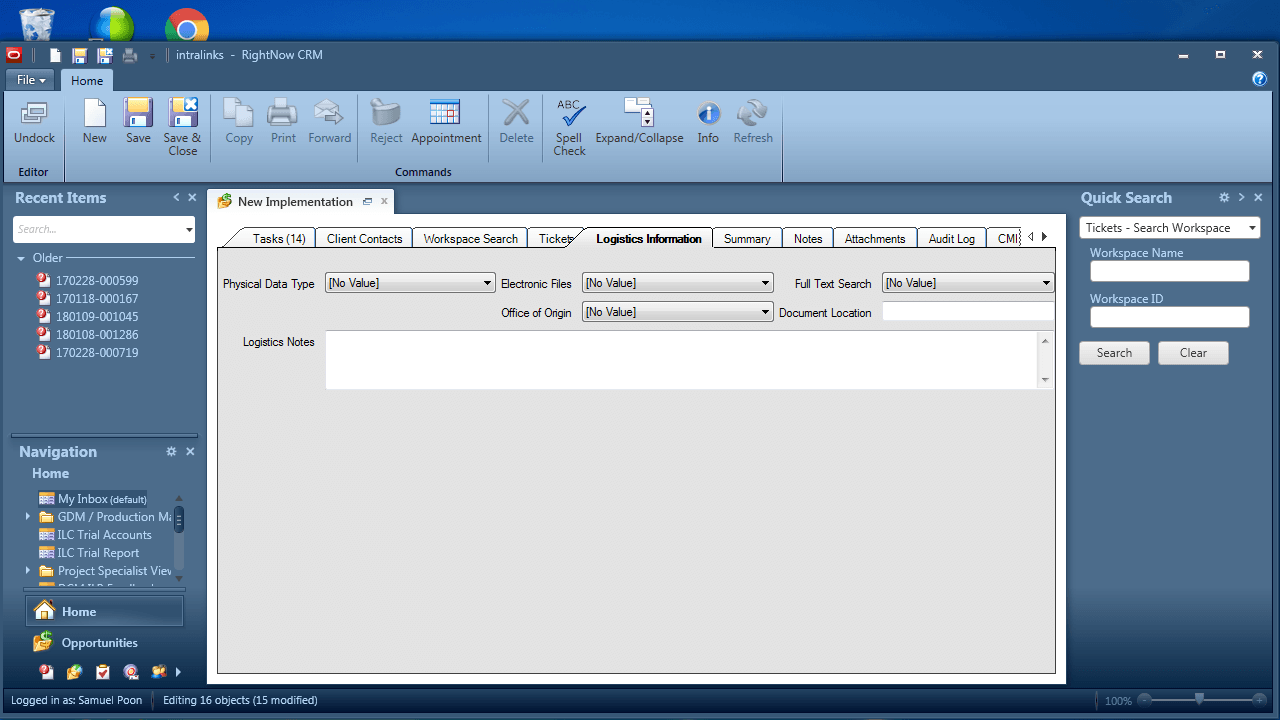 intralinks - RightNow CRM
File
Home
Undock
New
Save
Save & Close
Copy
Print
Forward
Reject
Appointment
Delete
ABC
Spell Check
Expand/Collapse
Info
Refresh
Editor
Commands
Recent Items
Search...
Older
170228-000599
170118-000167
180109-001045
180108-001286
170228-000719
Navigation
Home
My Inbox (default)
GDM / Production Ma
ILC Trial Accounts
ILC Trial Report
Project Specialist View
Home
Opportunities
New Implementation
Tasks (14)
Client Contacts
Workspace Search
Tickets
Logistics Information
Summary
Notes
Attachments
Audit Log
CMI
Physical Data Type
[No Value]
Electronic Files
[No Value]
Full Text Search
[No Value]
Office of Origin
[No Value]
Document Location
Logistics Notes
Quick Search
Tickets - Search Workspace
Workspace Name
Workspace ID
Search
Clear
Logged in as: Samuel Poon
Editing 16 objects (15 modified)
100%